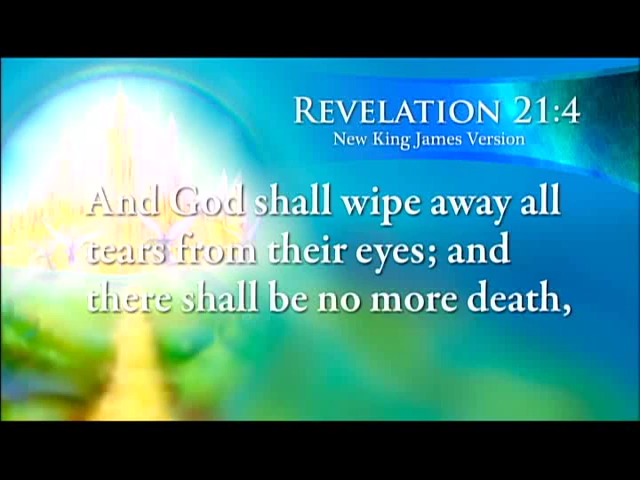 Revelation 21:4
New King James Version
And God shall wipe away all
tears from their eyes; and
there shall be no more death,